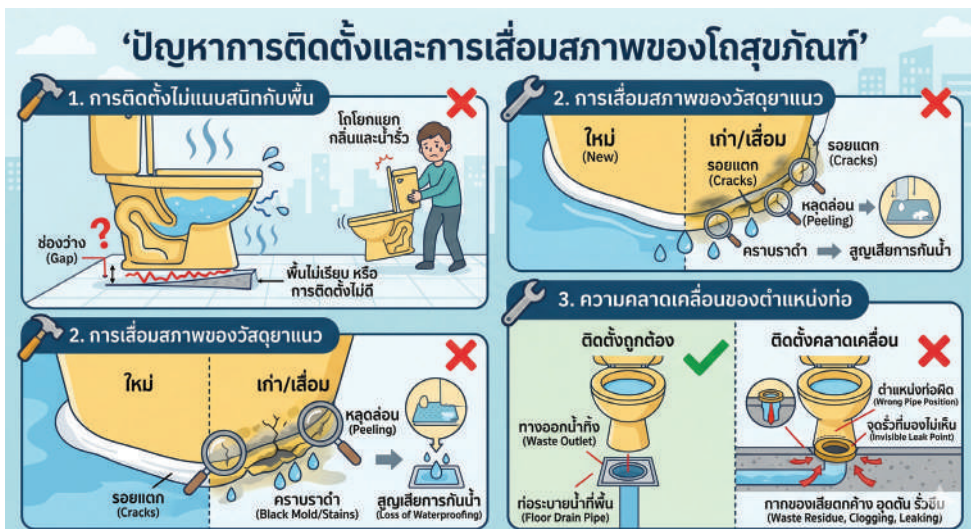 'ปัญหาการติดตั้งและการเสื่อมสภาพของโถสุขภัณฑ์'
1. การติดตั้งไม่แนบสนิทกับพื้น
โถโยกแยก
กลิ่นและน้ำรั่ว
ช่องว่าง
(Gap)
?
พื้นไม่เรียบ หรือ
การติดตั้งไม่ดี
2. การเสื่อมสภาพของวัสดุยาแนว
ใหม่
(New)
เก่า/เสื่อม
รอยแตก
(Cracks)
รอยแตก
(Cracks)
หลุดล่อน
(Peeling)
คราบราดำ
สูญเสียการกันน้ำ
2. การเสื่อมสภาพของวัสดุยาแนว
ใหม่
เก่า/เสื่อม
หลุดล่อน
(Peeling)
รอยแตก
(Cracks)
คราบราดำ
(Black Mold/Stains)
สูญเสียการกันน้ำ
(Loss of Waterproofing)
3. ความคลาดเคลื่อนของตำแหน่งท่อ
ติดตั้งถูกต้อง
ทางออกน้ำทิ้ง
(Waste Outlet)
ท่อระบายน้ำที่พื้น
(Floor Drain Pipe)
ติดตั้งคลาดเคลื่อน
ตำแหน่งท่อผิด
(Wrong Pipe Position)
จุดรั่วที่มองไม่เห็น
(Invisible Leak Point)
กากของเสียตกค้าง อุดตัน รั่วซึม
(Waste Residue, Clogging, Leaking)